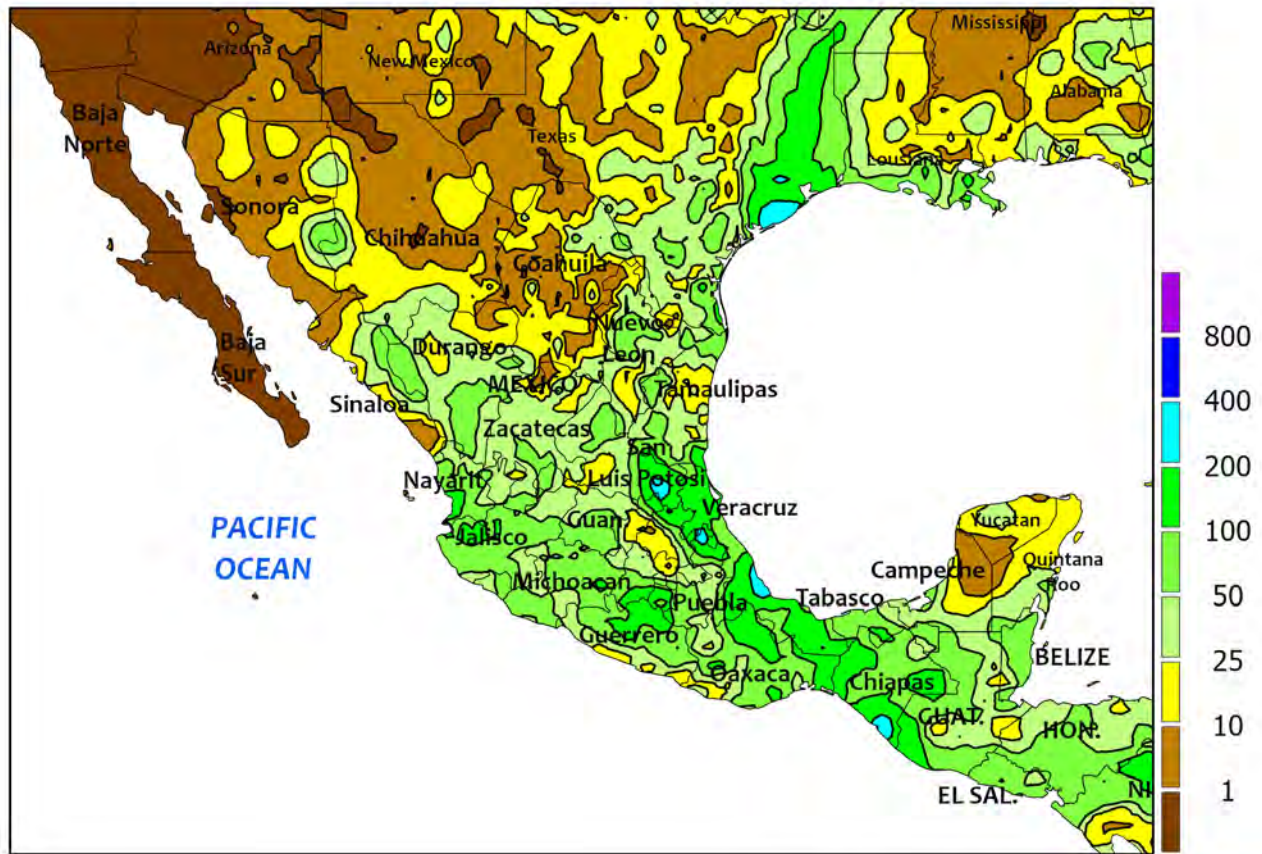 Mississippi
Arizona
New Mexico
Alabama
Baja
Nprte
Texas
Lousiana
Sonora
Chihuahua
Coahuila
Nuevo
Leon
Baja
Sur
Durango
MEXICO
Tamaulipas
Sinaloa
Zacatecas
San
Luis Potosi
Nayarit
Veracruz
Guan.
Jalisco
PACIFIC
OCEAN
Yucatan
Quintana
Roo
Campeche
Michoacan
Puebla
Tabasco
Guerrero
BELIZE
Oaxaca
Chiapas
GUAT.
HON.
EL SAL.
NI
800
400
200
100
50
25
10
1